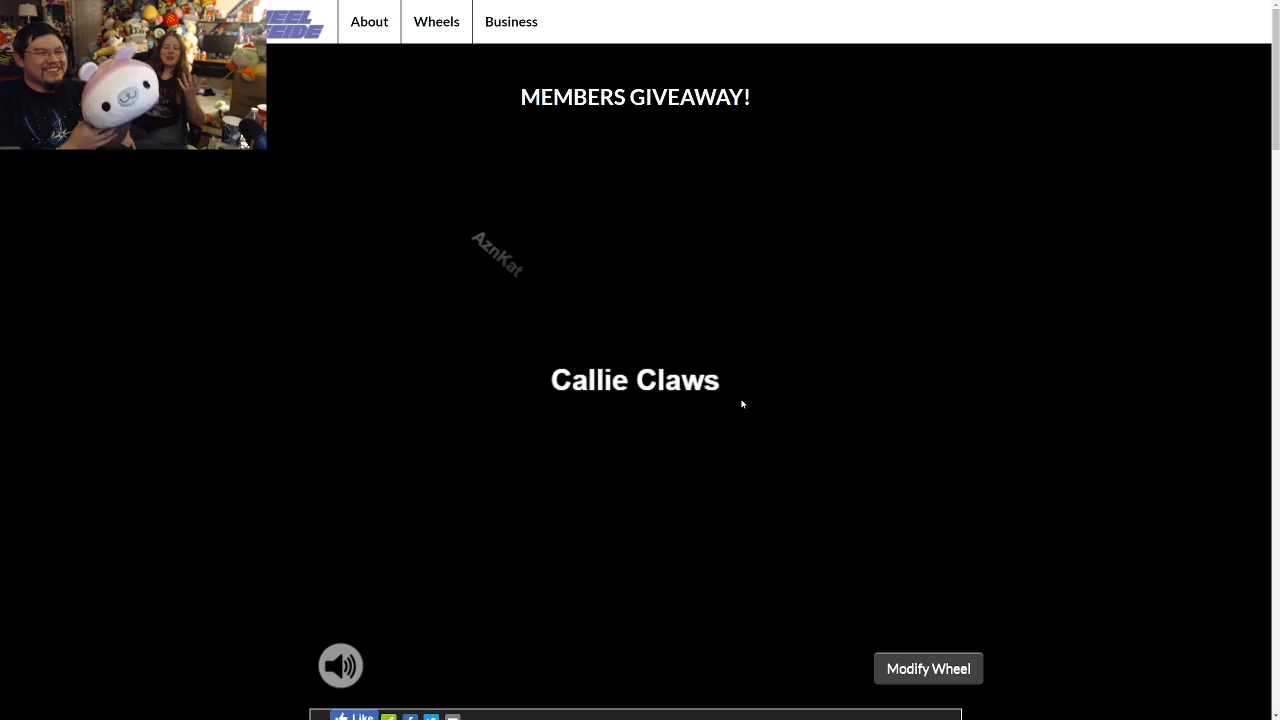 About
Wheels
Business
MEMBERS GIVEAWAY!
AznKat
Callie Claws
Modify Wheel
Like